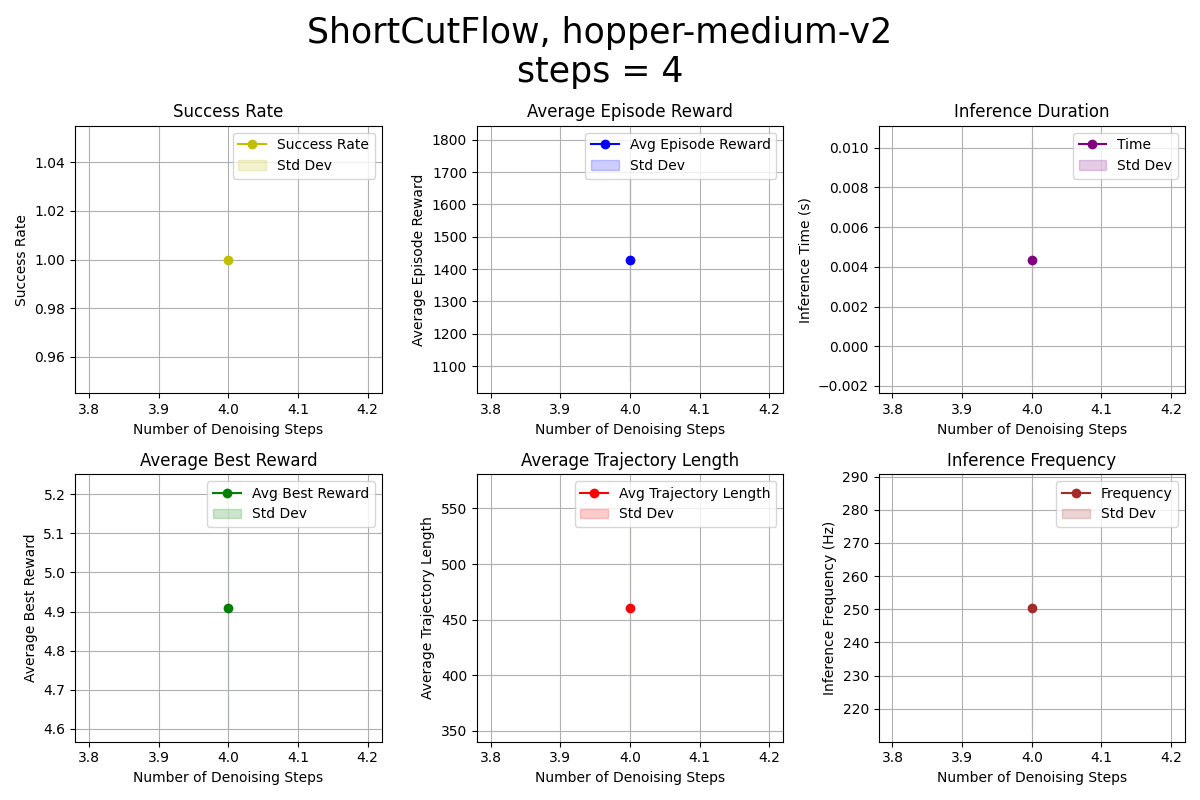 ShortCutFlow, hopper-medium-v2
steps = 4
Success Rate
Success Rate
Std Dev
1.04
1.02
1.00
0.98
0.96
Success Rate
3.8 3.9 4.0 4.1 4.2
Number of Denoising Steps
Average Episode Reward
Avg Episode Reward
Std Dev
1800
1700
1600
1500
1400
1300
1200
1100
Average Episode Reward
3.8 3.9 4.0 4.1 4.2
Number of Denoising Steps
Inference Duration
Time
Std Dev
0.010
0.008
0.006
0.004
0.002
0.000
−0.002
Inference Time (s)
3.8 3.9 4.0 4.1 4.2
Number of Denoising Steps
Average Best Reward
Avg Best Reward
Std Dev
5.2
5.1
5.0
4.9
4.8
4.7
4.6
Average Best Reward
3.8 3.9 4.0 4.1 4.2
Number of Denoising Steps
Average Trajectory Length
Avg Trajectory Length
Std Dev
550
500
450
400
350
Average Trajectory Length
3.8 3.9 4.0 4.1 4.2
Number of Denoising Steps
Inference Frequency
Frequency
Std Dev
290
280
270
260
250
240
230
220
Inference Frequency (Hz)
3.8 3.9 4.0 4.1 4.2
Number of Denoising Steps